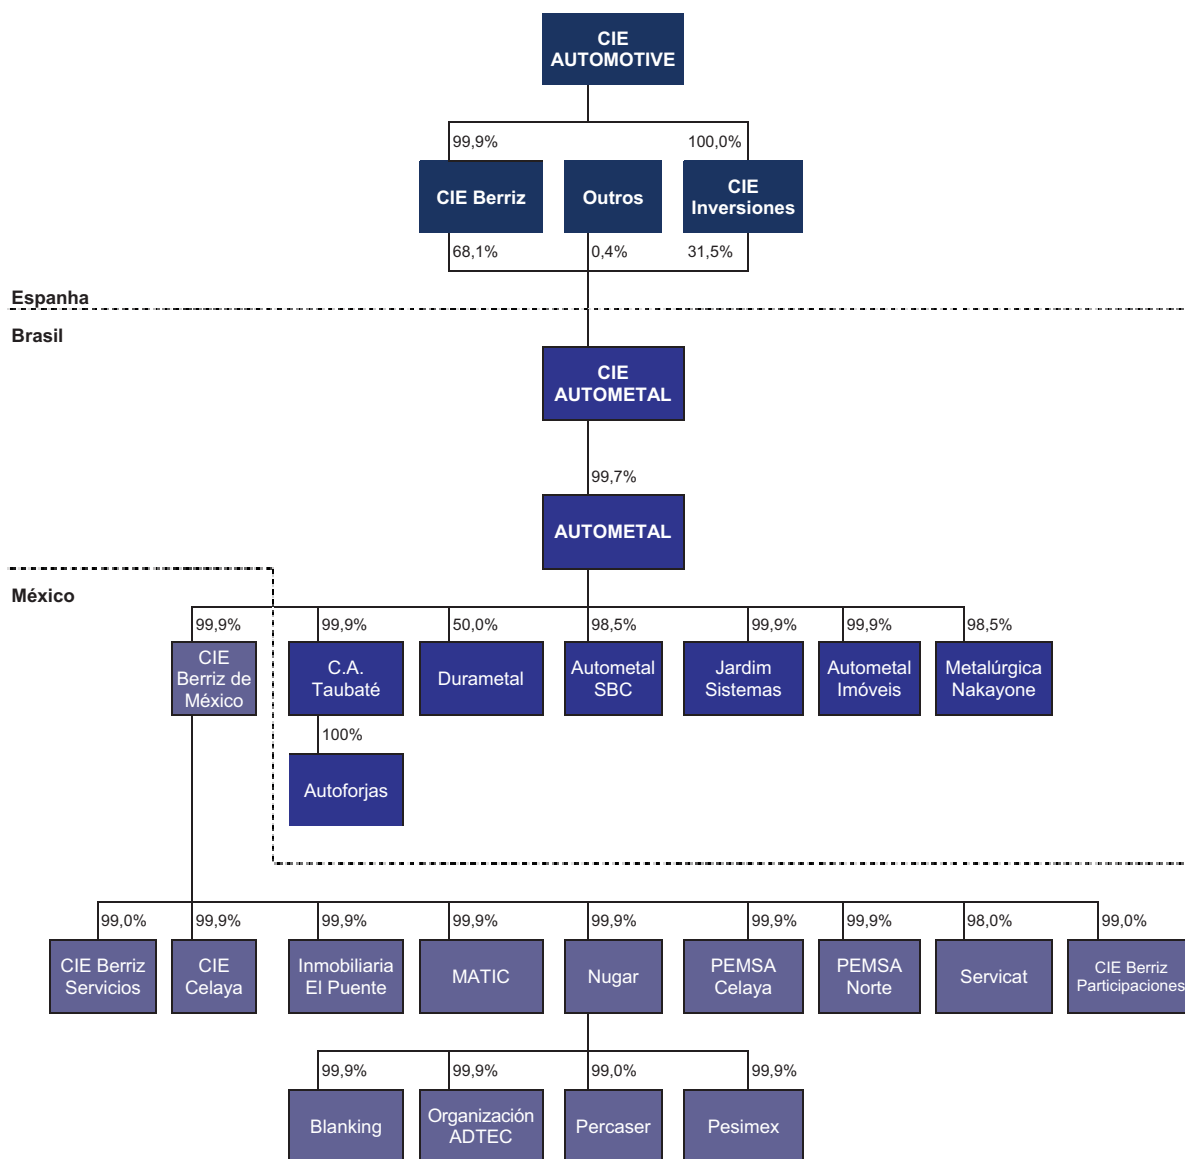 CIE
AUTOMOTIVE
99,9%
100,0%
CIE Berriz
Outros
CIE
Inversiones
68,1%
0,4%
31,5%
Espanha
Brasil
CIE
AUTOMETAL
99,7%
AUTOMETAL
México
99,9%
99,9%
50,0%
98,5%
99,9%
99,9%
98,5%
CIE
Berriz de
México
C.A.
Taubaté
Durametal
Autometal
SBC
Jardim
Sistemas
Autometal
Imóveis
Metalúrgica
Nakayone
100%
Autoforjas
99,0%
99,9%
99,9%
99,9%
99,9%
99,9%
99,9%
98,0%
99,0%
CIE Berriz
Servicios
CIE
Celaya
Inmobiliaria
El Puente
MATIC
Nugar
PEMSA
Celaya
PEMSA
Norte
Servicat
CIE Berriz
Participaciones
99,9%
99,9%
99,0%
99,9%
Blanking
Organización
ADTEC
Percaser
Pesimex